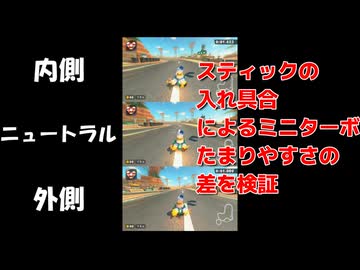 内側
ニュートラル
外側
スティックの
入れ具合
によるミニターボ
たまりやすさの
差を検証